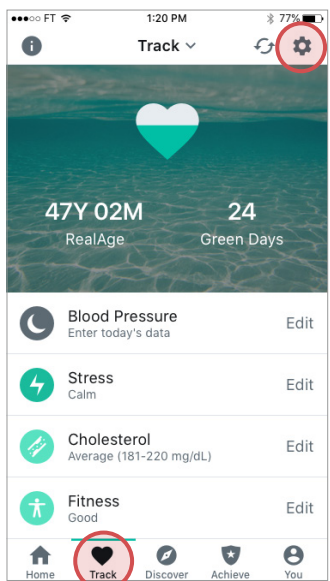 FT 1:20 PM 77%
Track
47Y 02M 24
RealAge Green Days
Blood Pressure
Enter today's data
Edit
Stress
Calm
Edit
Cholesterol
Average (181-220 mg/dL)
Edit
Fitness
Good
Edit
Home Track Discover Achieve You